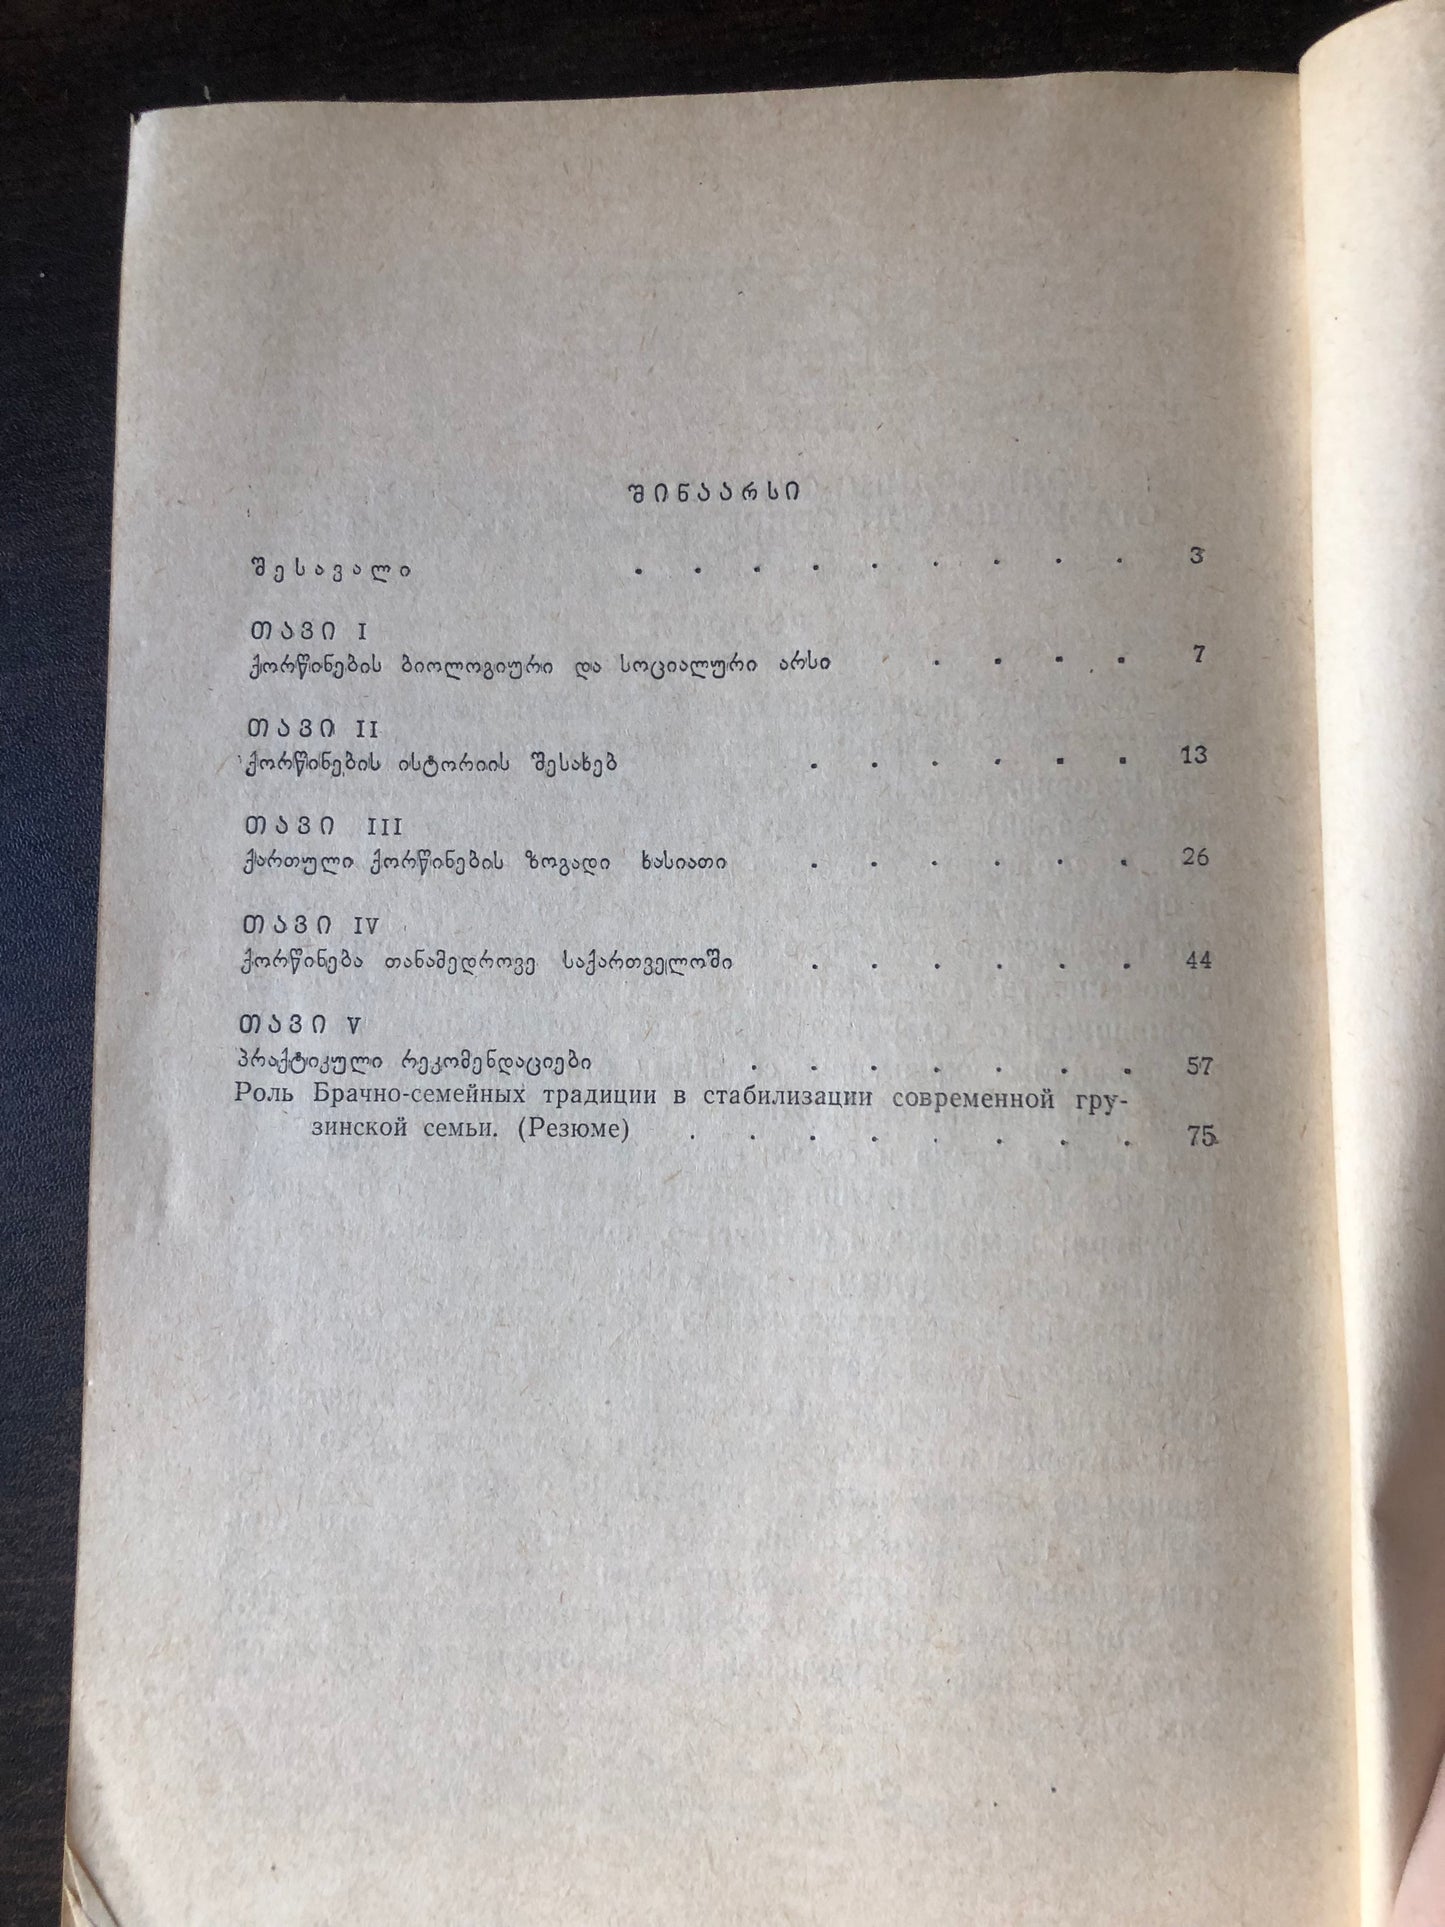 შინაარსი
შესავალი . . . . . . . . . 3
თავი I
ქორწინების ბიოლოგიური და სოციალური არსი . . . . 7
თავი II
ქორწინების ისტორიის შესახებ . . . . . . 13
თავი III
ქართული ქორწინების ზოგადი ხასიათი . . . . . . 26
თავი IV
ქორწინება თანამედროვე საქართველოში . . . . . . 44
თავი V
პრაქტიკული რეკომენდაციები . . . . . . . 57
Роль Брачно-семейных традиции в стабилизации современной гру-
зинской семьи. (Резюме) . . . . . . . . 75